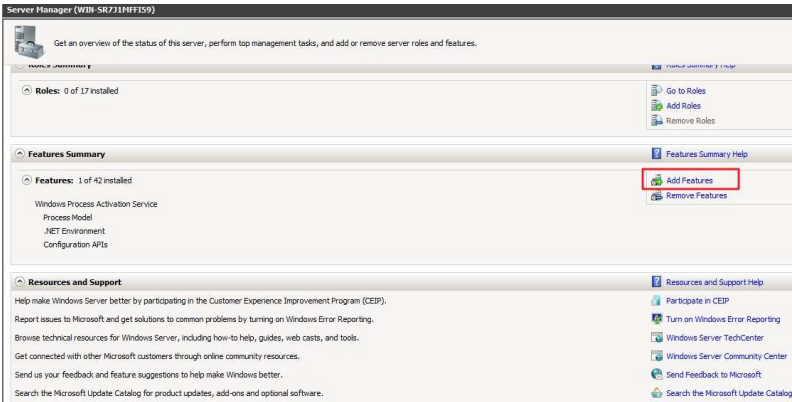 Server Manager (WIN-SR7J1MFFI59)
Get an overview of the status of this server, perform top management tasks, and add or remove server roles and features.
Roles Summary
Roles Summary Help
Roles: 0 of 17 installed
Go to Roles
Add Roles
Remove Roles
Features Summary
Features Summary Help
Features: 1 of 42 installed
Add Features
Remove Features
Windows Process Activation Service
Process Model
.NET Environment
Configuration APIs
Resources and Support
Resources and Support Help
Help make Windows Server better by participating in the Customer Experience Improvement Program (CEIP).
Participate in CEIP
Report issues to Microsoft and get solutions to common problems by turning on Windows Error Reporting.
Turn on Windows Error Reporting
Browse technical resources for Windows Server, including how-to help, guides, web casts, and tools.
Windows Server TechCenter
Get connected with other Microsoft customers through online community resources.
Windows Server Community Center
Send us your feedback and feature suggestions to help make Windows better.
Send Feedback to Microsoft
Search the Microsoft Update Catalog for product updates, add-ons and optional software.
Search the Microsoft Update Catalog